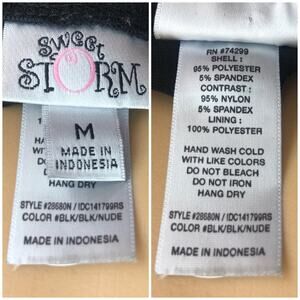 Sweet
STORM
M
MADE IN
INDONESIA
HANG DRY
STYLE #28680N / IDC141799RS
COLOR #BLK/BLK/NUDE
MADE IN INDONESIA
RN #74299
SHELL :
95% POLYESTER
5% SPANDEX
CONTRAST :
95% NYLON
5% SPANDEX
LINING :
100% POLYESTER
HAND WASH COLD
WITH LIKE COLORS
DO NOT BLEACH
DO NOT IRON
HANG DRY
STYLE #28680N / IDC141799RS
COLOR #BLK/BLK/NUDE
MADE IN INDONESIA